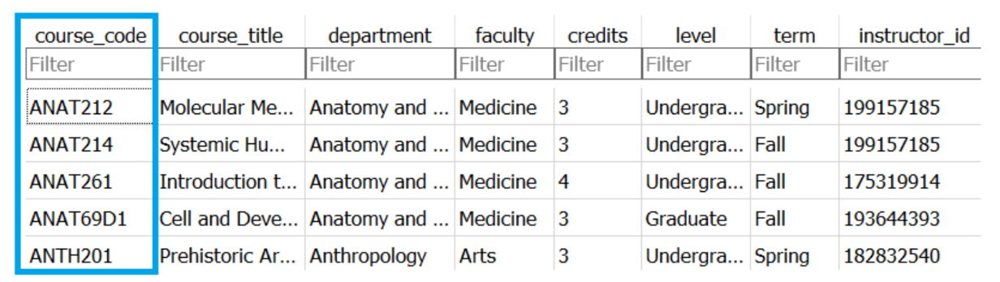 course_code course_title department faculty credits level term instructor_id
Filter Filter Filter Filter Filter Filter Filter Filter
ANAT212 Molecular Me... Anatomy and ... Medicine 3 Undergra... Spring 199157185
ANAT214 Systemic Hu... Anatomy and ... Medicine 3 Undergra... Fall 199157185
ANAT261 Introduction t... Anatomy and ... Medicine 4 Undergra... Fall 175319914
ANAT69D1 Cell and Deve... Anatomy and ... Medicine 3 Graduate Fall 193644393
ANTH201 Prehistoric Ar... Anthropology Arts 3 Undergra... Spring 182832540